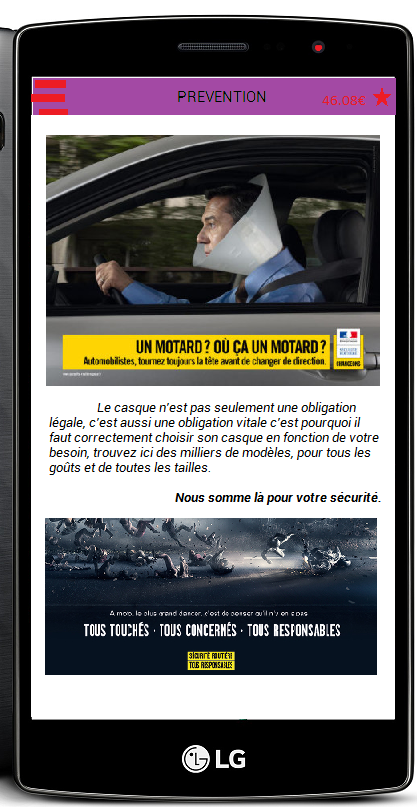 PREVENTION
46,08€
UN MOTARD ? OÙ ÇA UN MOTARD ?
Automobilistes, tournez toujours la tête avant de changer de direction.
Le casque n'est pas seulement une obligation
légale, c'est aussi une obligation vitale c'est pourquoi il
faut correctement choisir son casque en fonction de votre
besoin, trouvez ici des milliers de modèles, pour tous les
goûts et de toutes les tailles.
Nous somme là pour votre sécurité.
A moto, le plus grand danger, c'est de penser qu'il n'y en a pas.
TOUS TOUCHÉS · TOUS CONCERNÉS · TOUS RESPONSABLES
SÉCURITÉ ROUTIÈRE
TOUS RESPONSABLES
LG